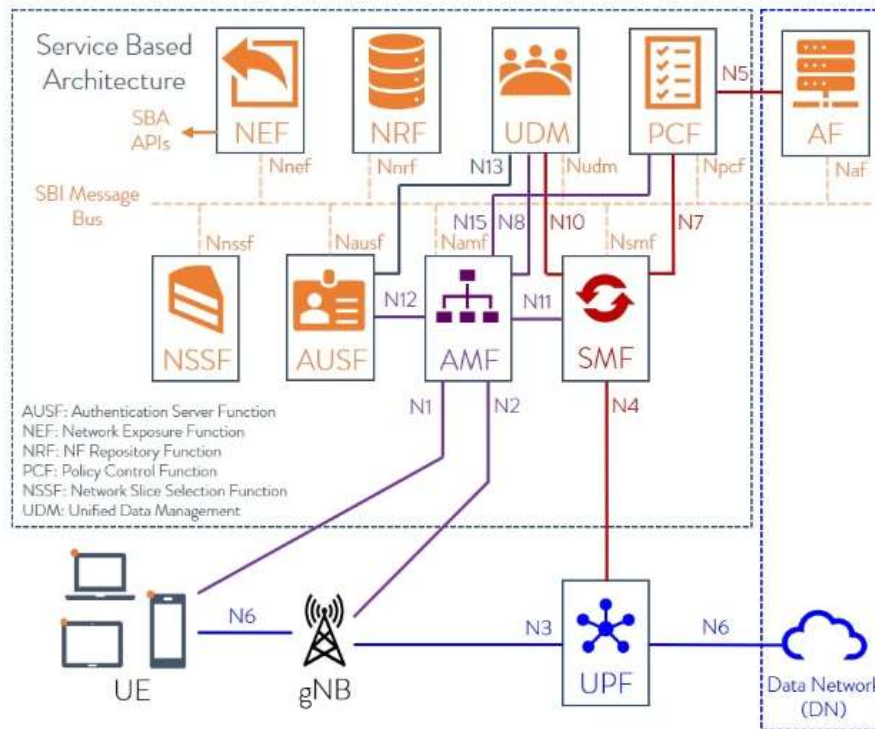 Service Based
Architecture
SBA
APIs
NEF
NRF
UDM
PCF
N5
AF
Nnef
Nnrf
N13
Nudm
Npcf
Naf
SBI Message
Bus
Nnssf
Nausf
N15
N8
Namf
N10
Nsmf
N7
NSSF
AUSF
N12
AMF
N11
SMF
N1
N2
N4
AUSF: Authentication Server Function
NEF: Network Exposure Function
NRF: NF Repository Function
PCF: Policy Control Function
NSSF: Network Slice Selection Function
UDM: Unified Data Management
N6
N3
N6
UE
gNB
UPF
Data Network
(DN)